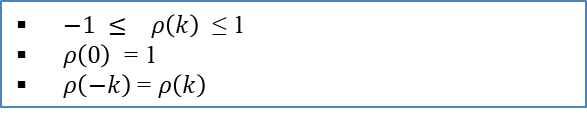 ▪ −1 ≤ ρ(k) ≤ 1
▪ ρ(0) = 1
▪ ρ(−k) = ρ(k)